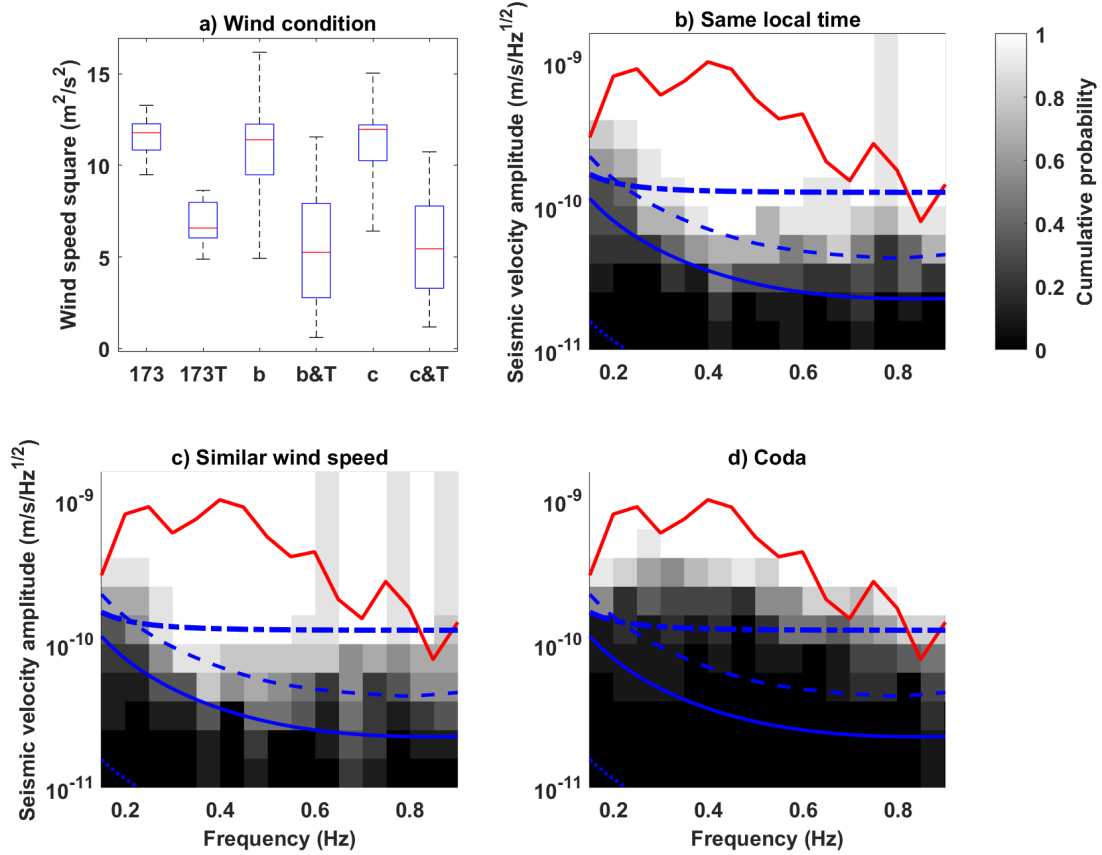 a) Wind condition
Wind speed square (m²/s²)
15
10
5
0
173 173T b b&T c c&T
b) Same local time
Seismic velocity amplitude (m/s/Hz^1/2)
10^-9
10^-10
10^-11
0.2 0.4 0.6 0.8
1
0.8
0.6
0.4
0.2
0
Cumulative probability
c) Similar wind speed
Seismic velocity amplitude (m/s/Hz^1/2)
10^-9
10^-10
10^-11
0.2 0.4 0.6 0.8
Frequency (Hz)
d) Coda
10^-9
10^-10
10^-11
0.2 0.4 0.6 0.8
Frequency (Hz)